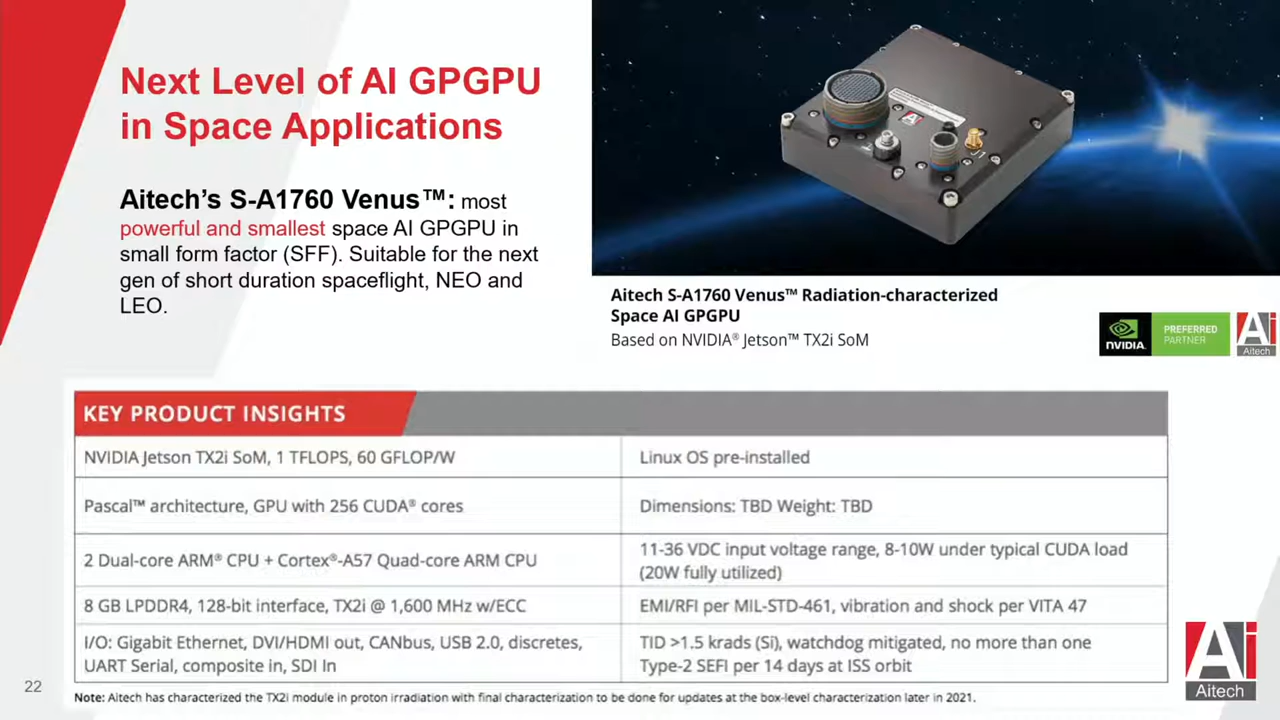 Next Level of AI GPGPU
in Space Applications
Aitech’s S-A1760 Venus™: most
powerful and smallest space AI GPGPU in
small form factor (SFF). Suitable for the next
gen of short duration spaceflight, NEO and
LEO.
Ai
J1
Aitech S-A1760 Venus™ Radiation-characterized
Space AI GPGPU
Based on NVIDIA® Jetson™ TX2i SoM
NVIDIA.
PREFERRED
PARTNER
Ai
Aitech
KEY PRODUCT INSIGHTS
NVIDIA Jetson TX2i SoM, 1 TFLOPS, 60 GFLOP/W
Linux OS pre-installed
Pascal™ architecture, GPU with 256 CUDA® cores
Dimensions: TBD Weight: TBD
2 Dual-core ARM® CPU + Cortex®-A57 Quad-core ARM CPU
11-36 VDC input voltage range, 8-10W under typical CUDA load
(20W fully utilized)
8 GB LPDDR4, 128-bit interface, TX2i @ 1,600 MHz w/ECC
EMI/RFI per MIL-STD-461, vibration and shock per VITA 47
I/O: Gigabit Ethernet, DVI/HDMI out, CANbus, USB 2.0, discretes,
UART Serial, composite in, SDI In
TID >1.5 krads (Si), watchdog mitigated, no more than one
Type-2 SEFI per 14 days at ISS orbit
Note: Aitech has characterized the TX2i module in proton irradiation with final characterization to be done for updates at the box-level characterization later in 2021.
22
Ai
Aitech